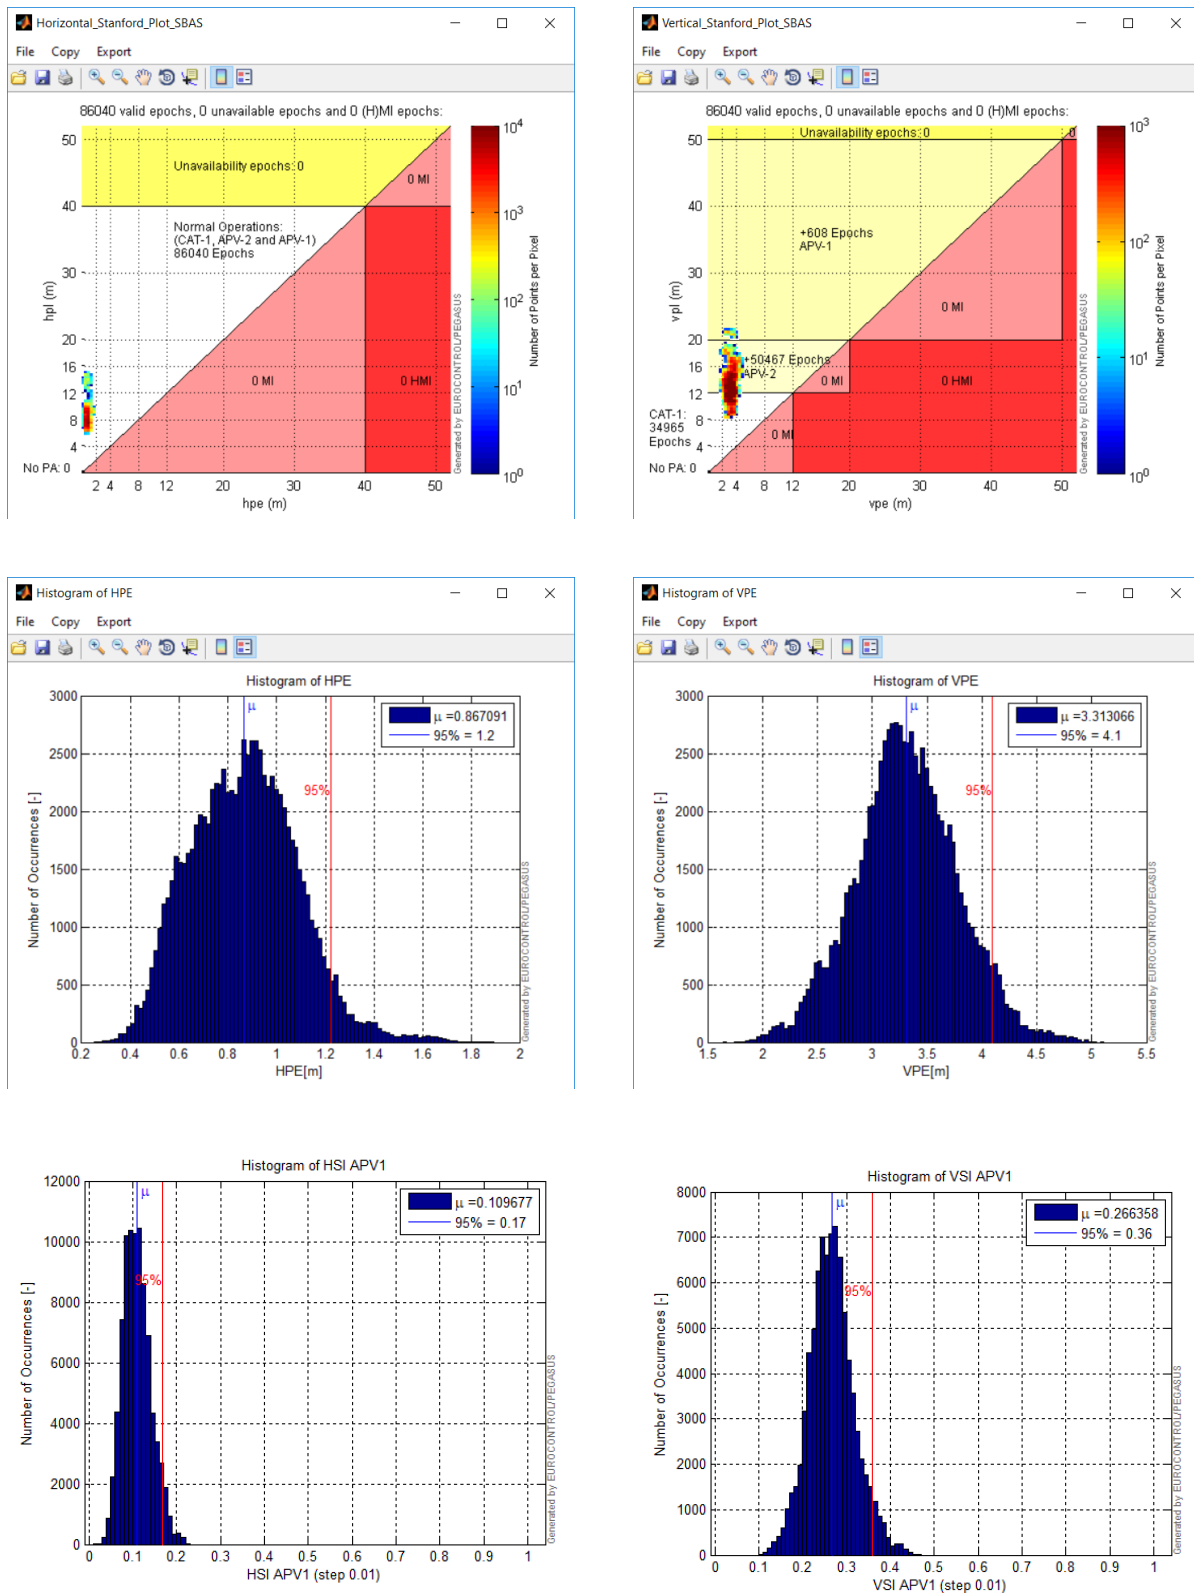 Horizontal_Stanford_Plot_SBAS
File Copy Export
86040 valid epochs, 0 unavailable epochs and 0 (H)MI epochs:
50
40
30
20
16
12
8
4
hpl (m)
Unavailability epochs: 0
0 MI
Normal Operations:
(CAT-1, APV-2 and APV-1)
86040 Epochs
0 MI
0 HMI
No PA: 0
2 4 8 12 20 30 40 50
hpe (m)
Generated by EUROCONTROL/PEGASUS
10^4
10^3
10^2
10^1
10^0
Number of Points per Pixel
Vertical_Stanford_Plot_SBAS
File Copy Export
86040 valid epochs, 0 unavailable epochs and 0 (H)MI epochs:
50
40
30
20
16
12
8
4
vpl (m)
Unavailability epochs: 0
0
+608 Epochs
APV-1
0 MI
+50467 Epochs
APV-2
0 MI
0 HMI
CAT-1:
34965
Epochs
0 MI
No PA: 0
2 4 8 12 20 30 40 50
vpe (m)
Generated by EUROCONTROL/PEGASUS
10^3
10^2
10^1
10^0
Number of Points per Pixel
Histogram of HPE
File Copy Export
Histogram of HPE
3000
2500
2000
1500
1000
500
0
Number of Occurrences [-]
μ
95%
μ =0.867091
95% = 1.2
0.2 0.4 0.6 0.8 1 1.2 1.4 1.6 1.8 2
HPE[m]
Generated by EUROCONTROL/PEGASUS
Histogram of VPE
File Copy Export
Histogram of VPE
3000
2500
2000
1500
1000
500
0
Number of Occurrences [-]
μ
95%
μ =3.313066
95% = 4.1
1.5 2 2.5 3 3.5 4 4.5 5 5.5
VPE[m]
Generated by EUROCONTROL/PEGASUS
Histogram of HSI APV1
12000
10000
8000
6000
4000
2000
0
Number of Occurrences [-]
μ
95%
μ =0.109677
95% = 0.17
0 0.1 0.2 0.3 0.4 0.5 0.6 0.7 0.8 0.9 1
HSI APV1 (step 0.01)
Generated by EUROCONTROL/PEGASUS
Histogram of VSI APV1
8000
7000
6000
5000
4000
3000
2000
1000
0
Number of Occurrences [-]
μ
95%
μ =0.266358
95% = 0.36
0 0.1 0.2 0.3 0.4 0.5 0.6 0.7 0.8 0.9 1
VSI APV1 (step 0.01)
Generated by EUROCONTROL/PEGASUS